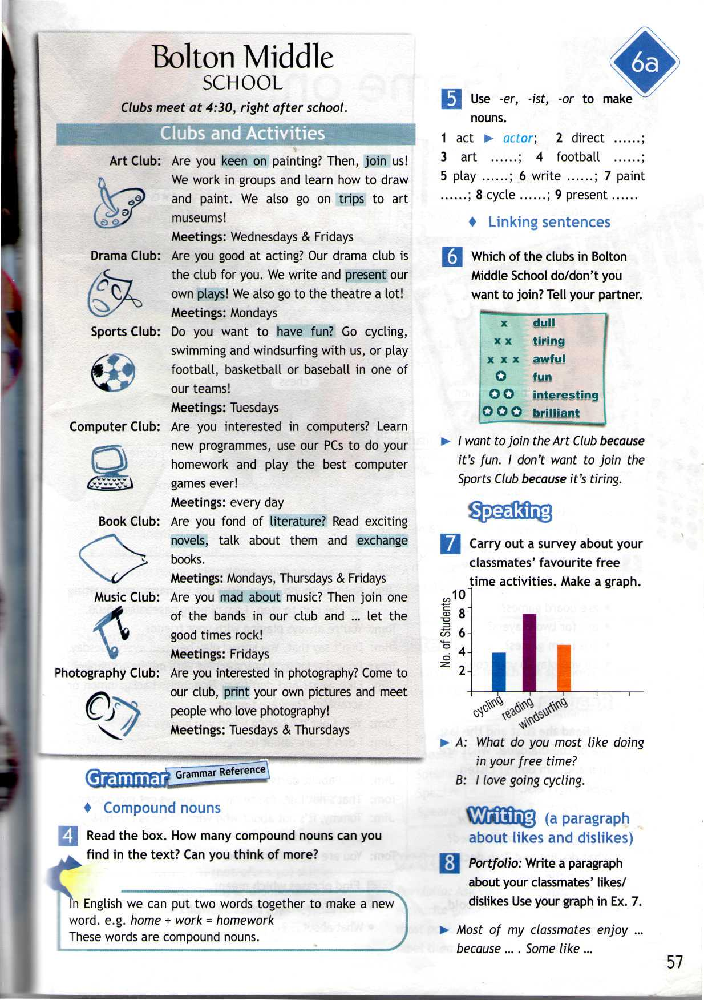 Bolton Middle
SCHOOL
Clubs meet at 4:30, right after school.
Clubs and Activities
Art Club: Are you keen on painting? Then, join us!
We work in groups and learn how to draw
and paint. We also go on trips to art
museums!
Meetings: Wednesdays & Fridays
Drama Club: Are you good at acting? Our drama club is
the club for you. We write and present our
own plays! We also go to the theatre a lot!
Meetings: Mondays
Sports Club: Do you want to have fun? Go cycling,
swimming and windsurfing with us, or play
football, basketball or baseball in one of
our teams!
Meetings: Tuesdays
Computer Club: Are you interested in computers? Learn
new programmes, use our PCs to do your
homework and play the best computer
games ever!
Meetings: every day
Book Club: Are you fond of literature? Read exciting
novels, talk about them and exchange
books.
Meetings: Mondays, Thursdays & Fridays
Music Club: Are you mad about music? Then join one
of the bands in our club and ... let the
good times rock!
Meetings: Fridays
Photography Club: Are you interested in photography? Come to
our club, print your own pictures and meet
people who love photography!
Meetings: Tuesdays & Thursdays
Grammar Grammar Reference
♦ Compound nouns
4 Read the box. How many compound nouns can you
find in the text? Can you think of more?
In English we can put two words together to make a new
word. e.g. home + work = homework
These words are compound nouns.
6a
5 Use -er, -ist, -or to make
nouns.
1 act ► actor; 2 direct ......;
3 art ......; 4 football ......;
5 play ......; 6 write ......; 7 paint
......; 8 cycle ......; 9 present ......
♦ Linking sentences
6 Which of the clubs in Bolton
Middle School do/don't you
want to join? Tell your partner.
x dull
x x tiring
x x x awful
✪ fun
✪✪ interesting
✪✪✪ brilliant
► I want to join the Art Club because
it's fun. I don't want to join the
Sports Club because it's tiring.
Speaking
7 Carry out a survey about your
classmates' favourite free
time activities. Make a graph.
No. of Students
10
8
6
4
2
cycling
reading
windsurfing
► A: What do you most like doing
in your free time?
B: I love going cycling.
Writing (a paragraph
about likes and dislikes)
8 Portfolio: Write a paragraph
about your classmates' likes/
dislikes Use your graph in Ex. 7.
► Most of my classmates enjoy ...
because ... . Some like ...
57